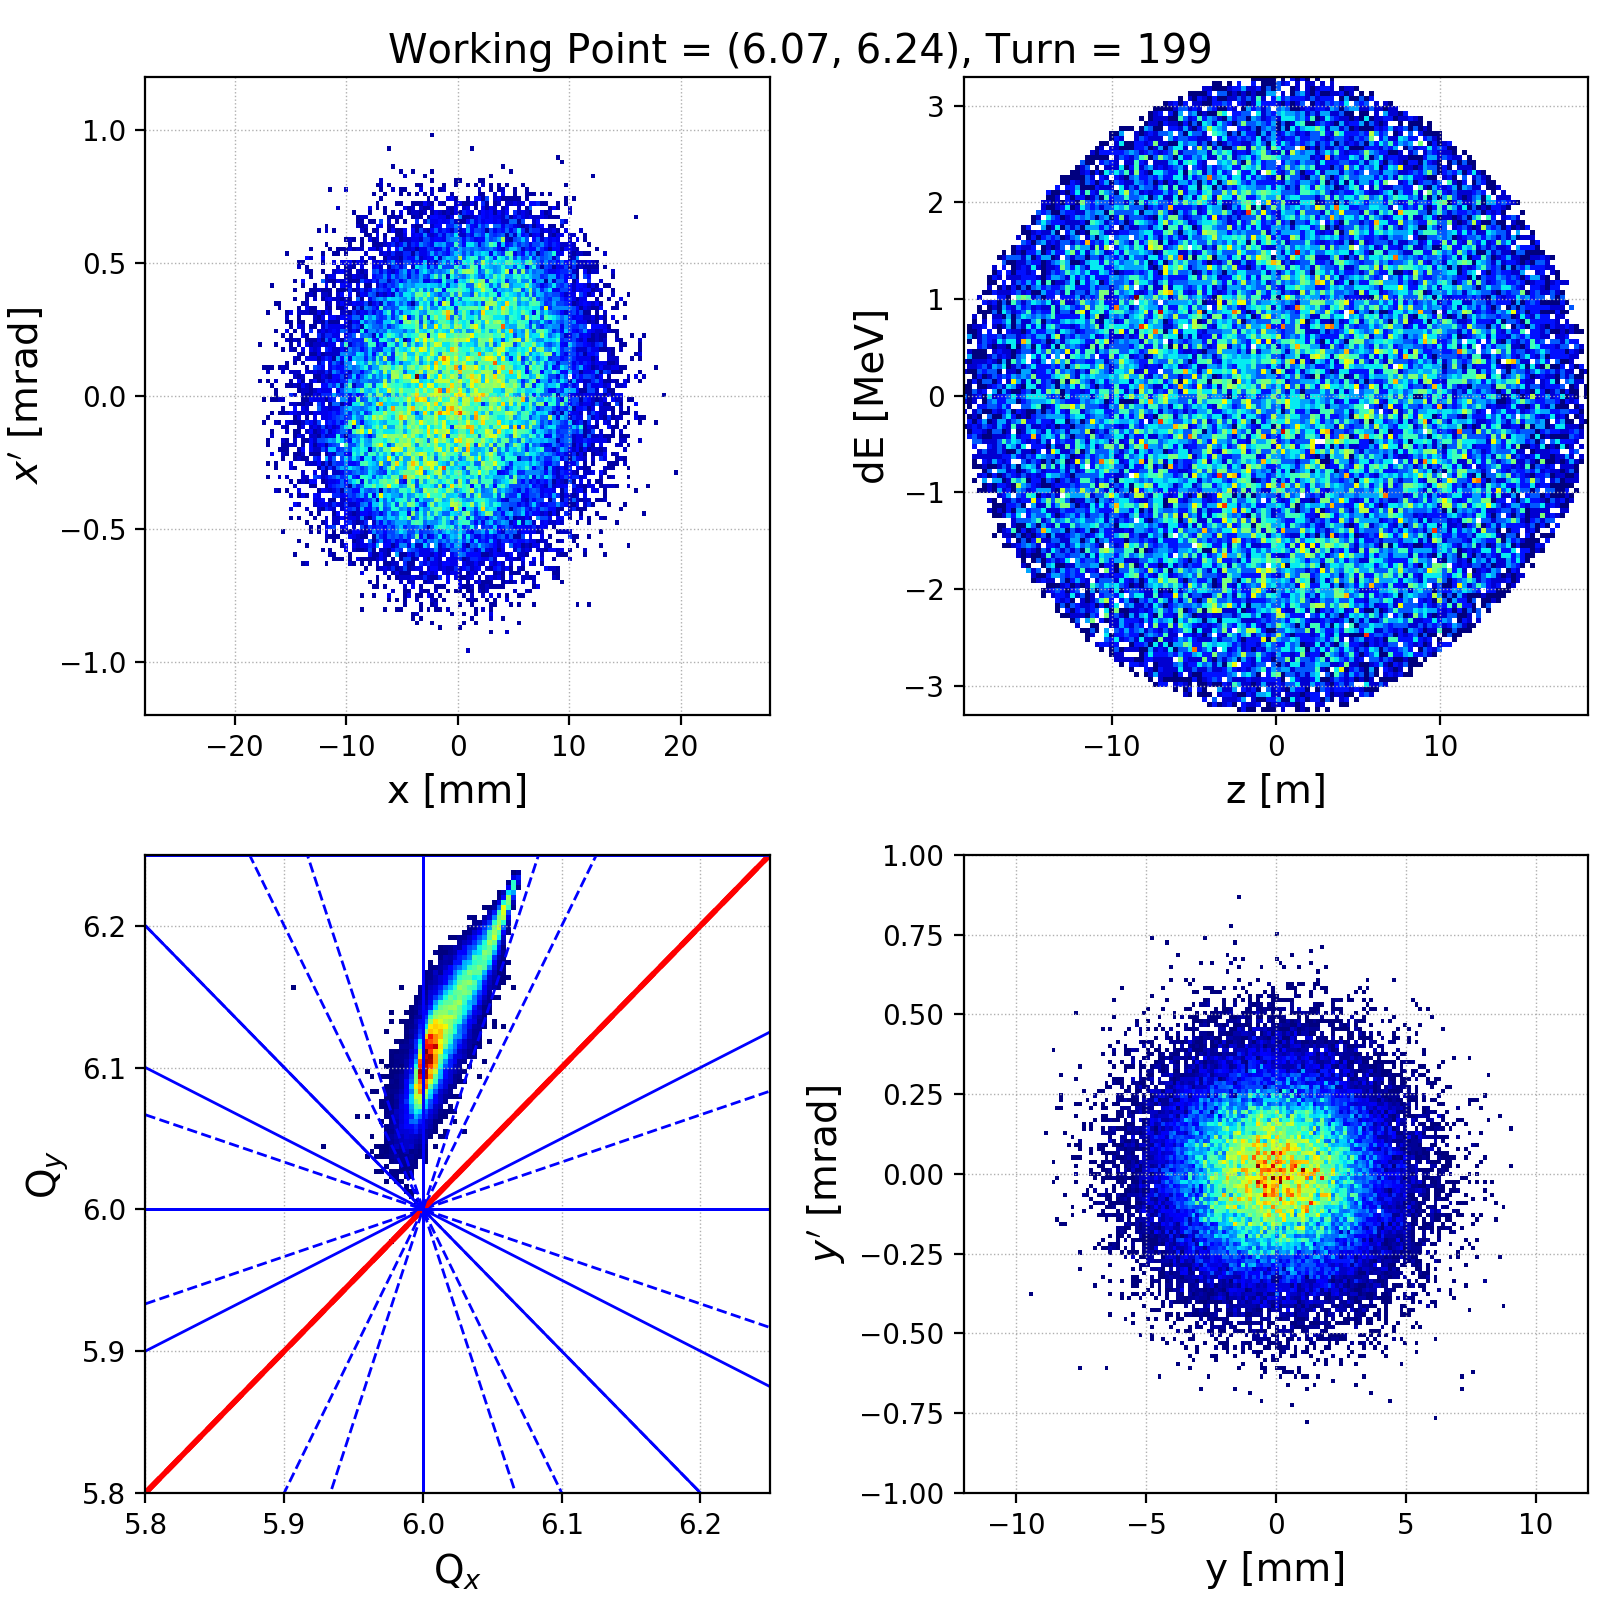 Working Point = (6.07, 6.24), Turn = 199
1.0
0.5
0.0
−0.5
−1.0
x′ [mrad]
−20 −10 0 10 20
x [mm]
3
2
1
0
−1
−2
−3
dE [MeV]
−10 0 10
z [m]
6.2
6.1
6.0
5.9
5.8
Qy
5.8 5.9 6.0 6.1 6.2
Qx
1.00
0.75
0.50
0.25
0.00
−0.25
−0.50
−0.75
−1.00
y′ [mrad]
−10 −5 0 5 10
y [mm]